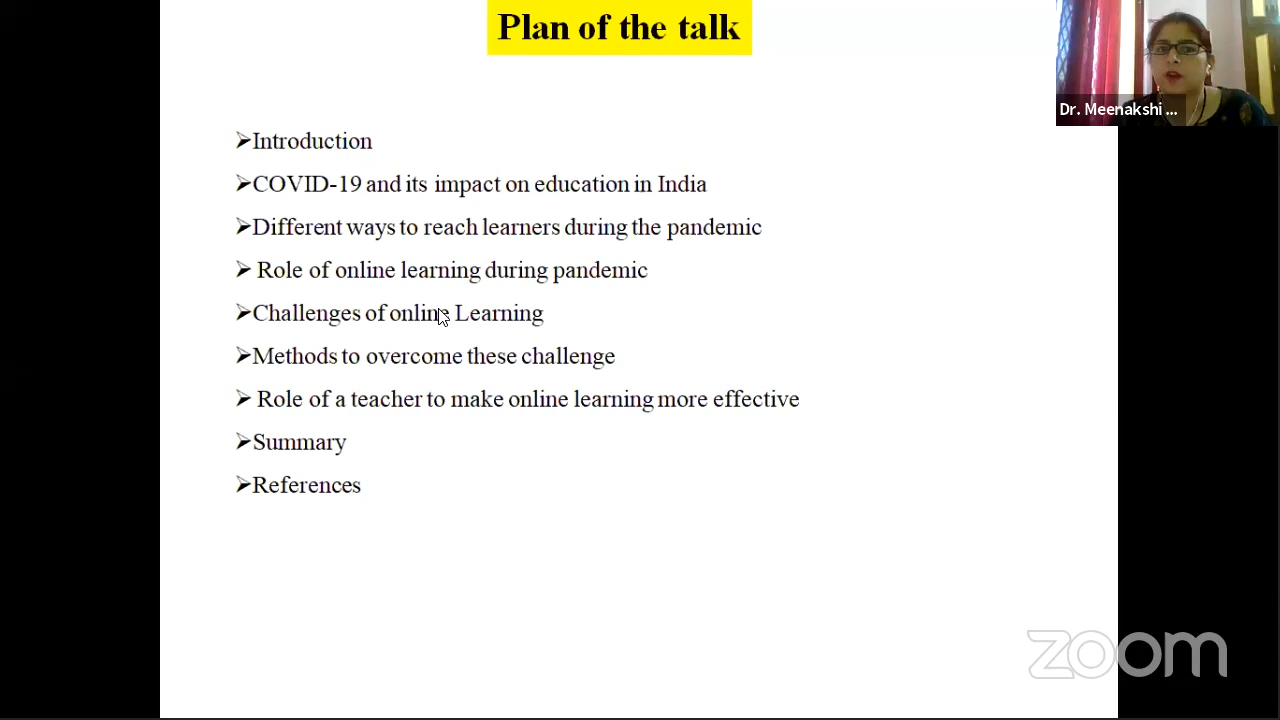 Plan of the talk
Dr. Meenakshi ...
➢Introduction
➢COVID-19 and its impact on education in India
➢Different ways to reach learners during the pandemic
➢ Role of online learning during pandemic
➢Challenges of online Learning
➢Methods to overcome these challenge
➢ Role of a teacher to make online learning more effective
➢Summary
➢References
zoom